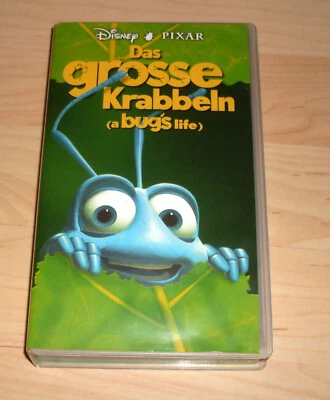 Disney PIXAR
Das
grosse
Krabbeln
(a bug's life)